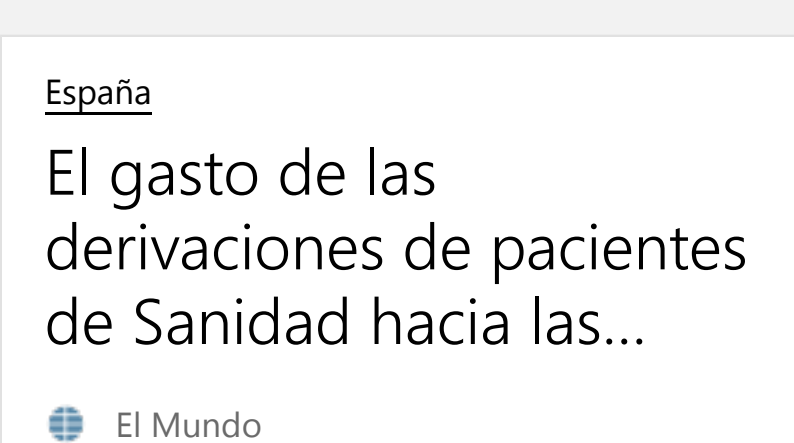 España
El gasto de las
derivaciones de pacientes
de Sanidad hacia las...
El Mundo